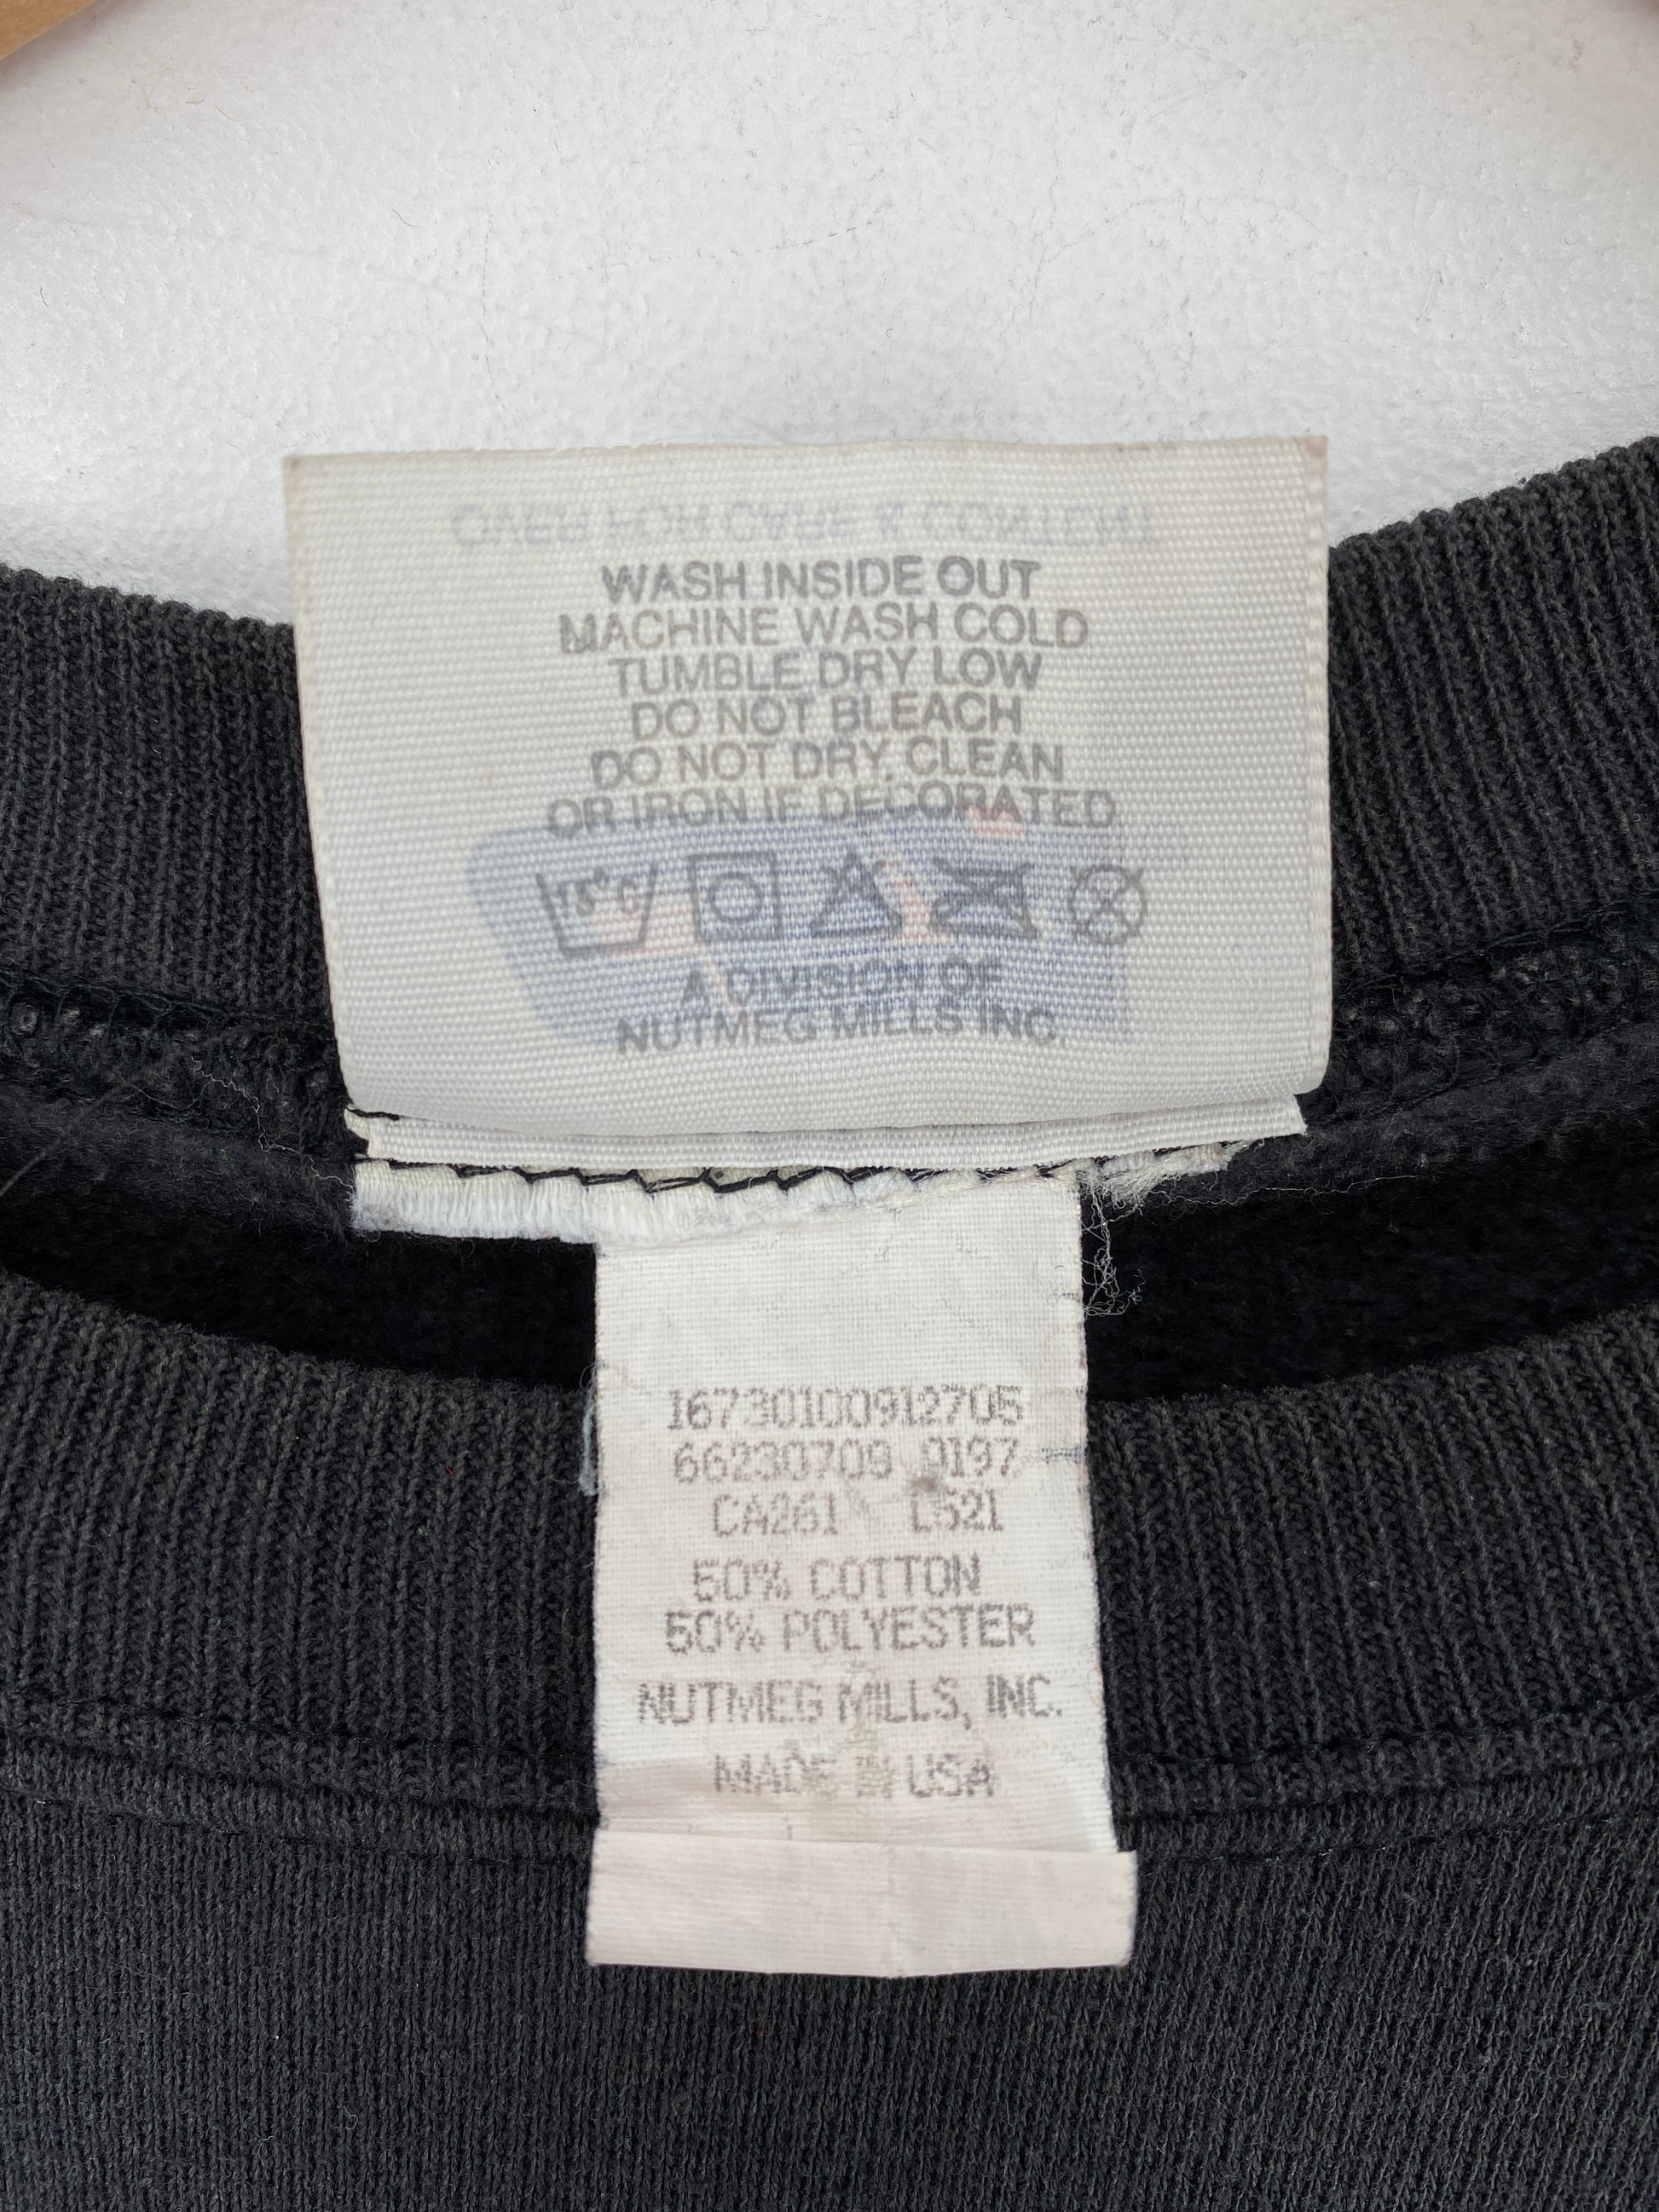 WASH INSIDE OUT
MACHINE WASH COLD
TUMBLE DRY LOW
DO NOT BLEACH
DO NOT DRY CLEAN
OR IRON IF DECORATED
A DIVISION OF
NUTMEG MILLS INC.
16730100912705
66230709 9197
CA261 L521
50% COTTON
50% POLYESTER
NUTMEG MILLS, INC.
MADE IN USA